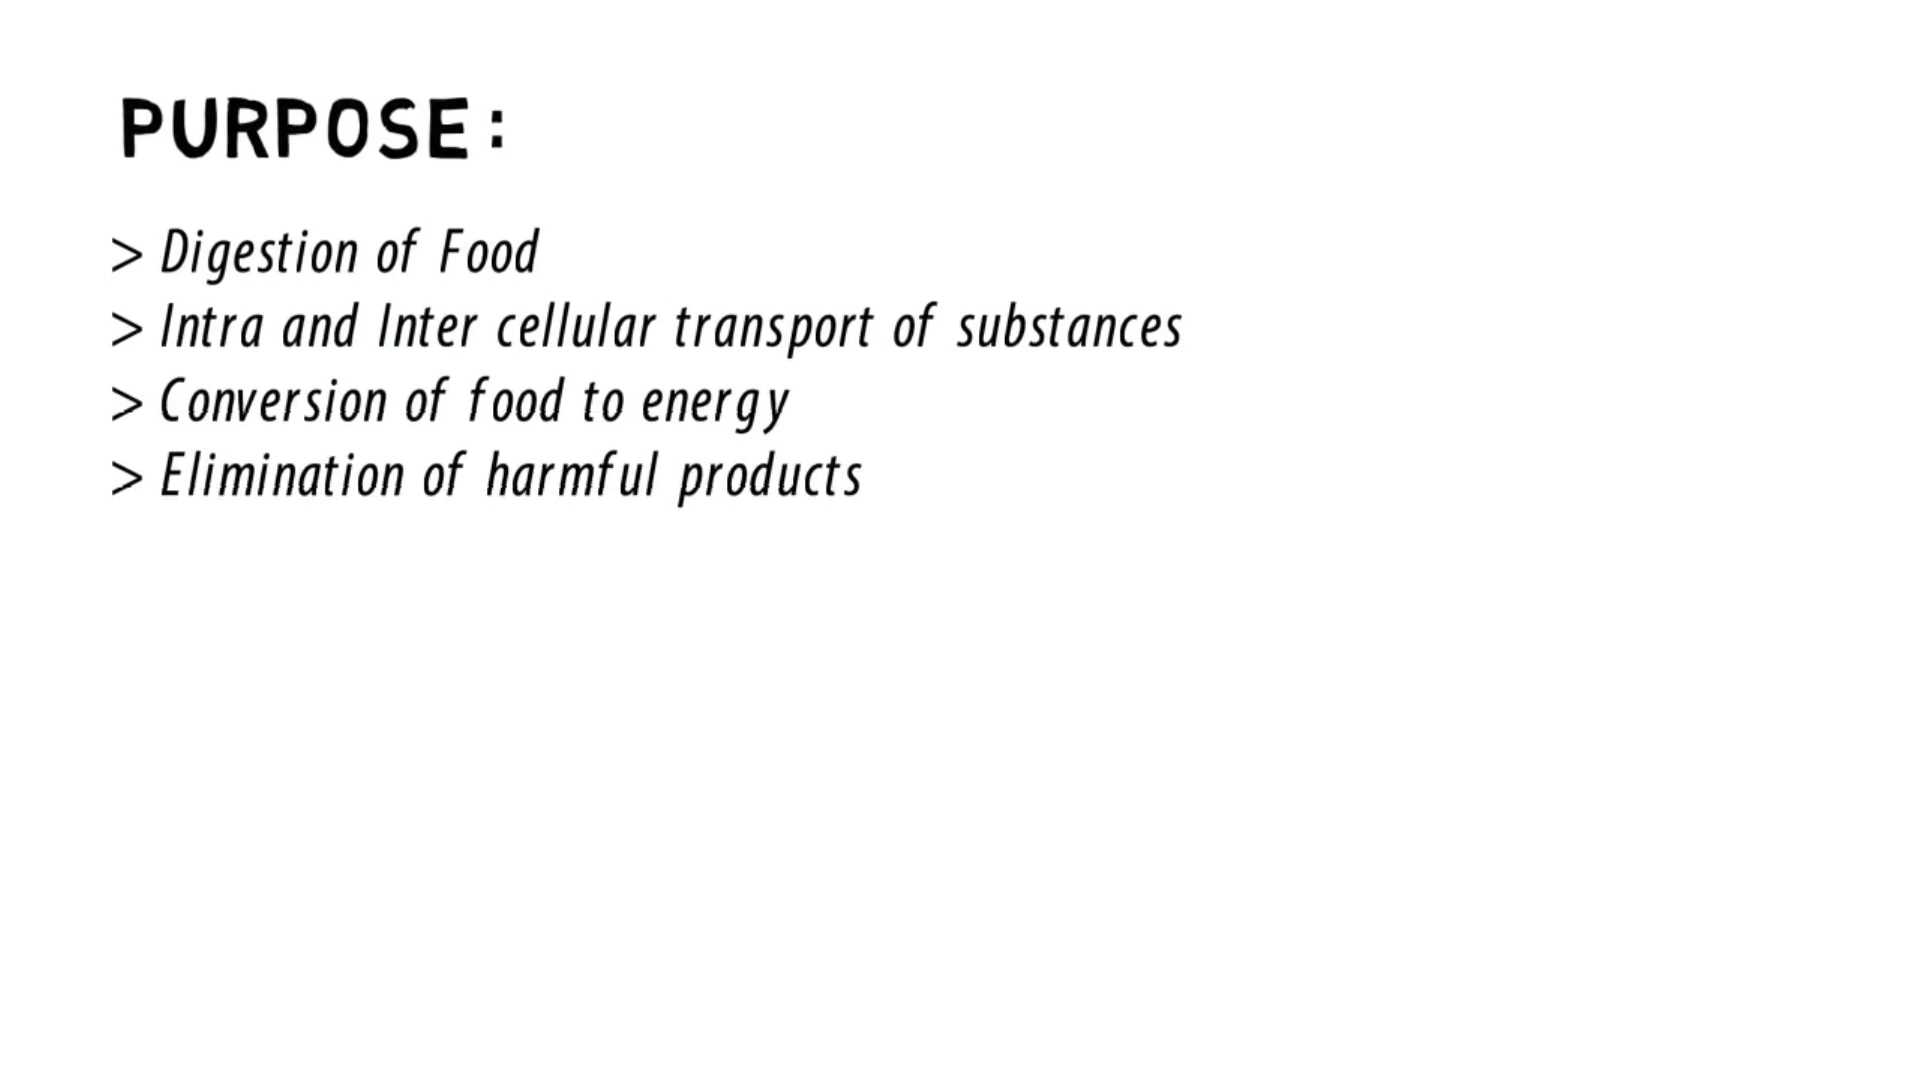 PURPOSE:
> Digestion of Food
> Intra and Inter cellular transport of substances
> Conversion of food to energy
> Elimination of harmful products